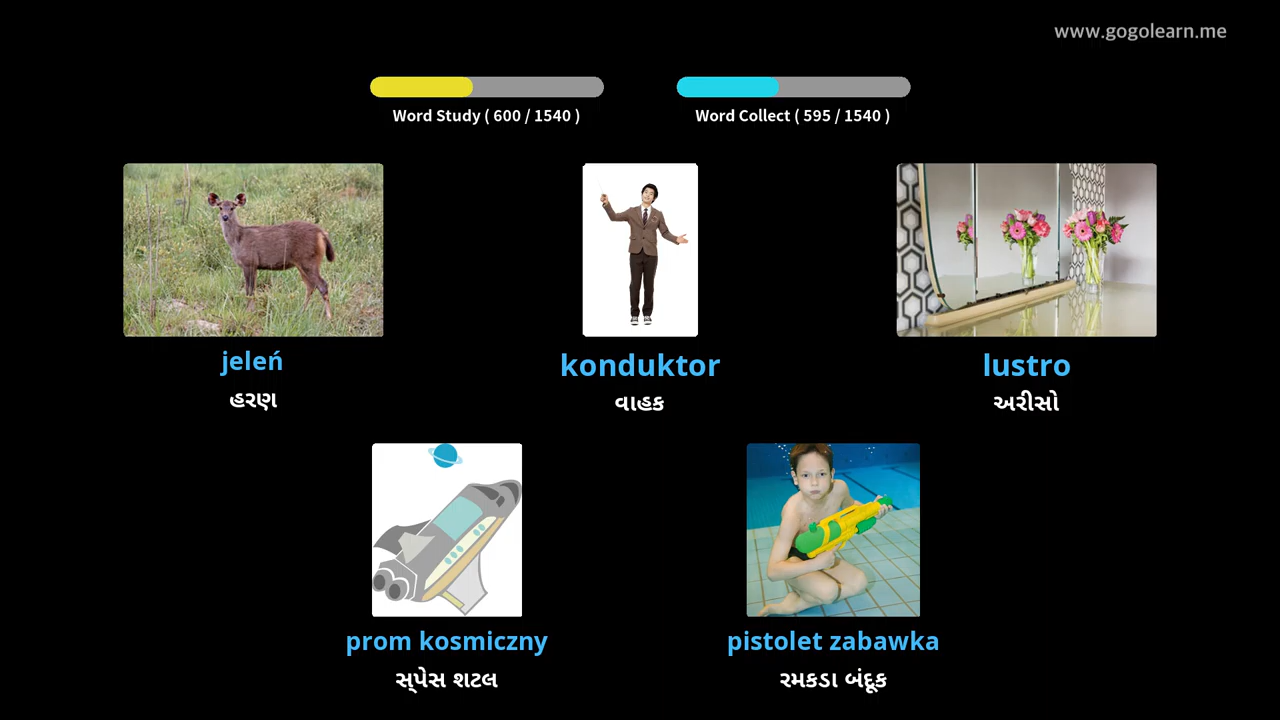 www.gogolearn.me
Word Study ( 600 / 1540 )
Word Collect ( 595 / 1540 )
jeleń
હરણ
konduktor
વાહક
lustro
અરીસો
prom kosmiczny
સ્પેસ શટલ
pistolet zabawka
રમકડા બંદૂક